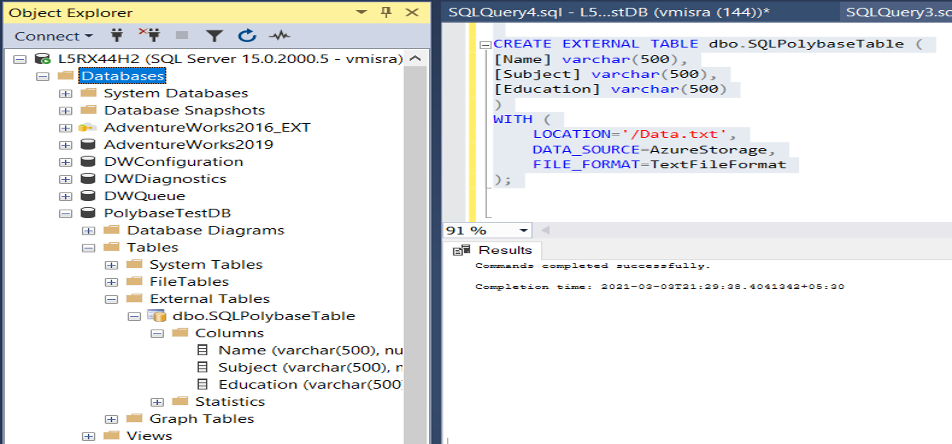 Object Explorer
Connect
L5RX44H2 (SQL Server 15.0.2000.5 - vmisra)
Databases
System Databases
Database Snapshots
AdventureWorks2016_EXT
AdventureWorks2019
DWConfiguration
DWDiagnostics
DWQueue
PolybaseTestDB
Database Diagrams
Tables
System Tables
FileTables
External Tables
dbo.SQLPolybaseTable
Columns
Name (varchar(500), nu
Subject (varchar(500), n
Education (varchar(500)
Statistics
Graph Tables
Views
SQLQuery4.sql - L5...stDB (vmisra (144))*
SQLQuery3.sc
CREATE EXTERNAL TABLE dbo.SQLPolybaseTable (
[Name] varchar(500),
[Subject] varchar(500),
[Education] varchar(500)
)
WITH (
LOCATION='/Data.txt',
DATA_SOURCE=AzureStorage,
FILE_FORMAT=TextFileFormat
);
91 %
Results
Commands completed successfully.
Completion time: 2021-03-03T21:29:38.4041342+05:30